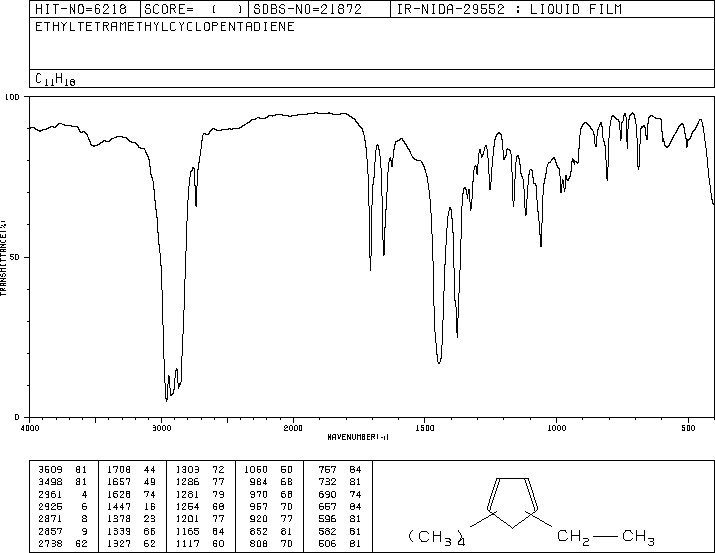 HIT-NO=6218 SCORE= ( ) SDBS-NO=21872 IR-NIDA-29552 : LIQUID FILM
ETHYLTETRAMETHYLCYCLOPENTADIENE
C11H18
100
50
0
TRANSMITTANCE(%)
4000 3000 2000 1500 1000 500
WAVENUMBER(-1)
3509 81 1708 44 1303 72 1060 50 757 84
3498 81 1657 49 1286 77 984 68 732 81
2961 4 1628 74 1281 79 970 68 690 74
2925 6 1447 16 1254 68 957 70 657 84
2871 8 1378 23 1201 77 920 77 596 81
2857 9 1339 66 1165 64 852 81 582 81
2738 62 1327 62 1117 60 808 70 506 81
(CH3)4 CH2 CH3